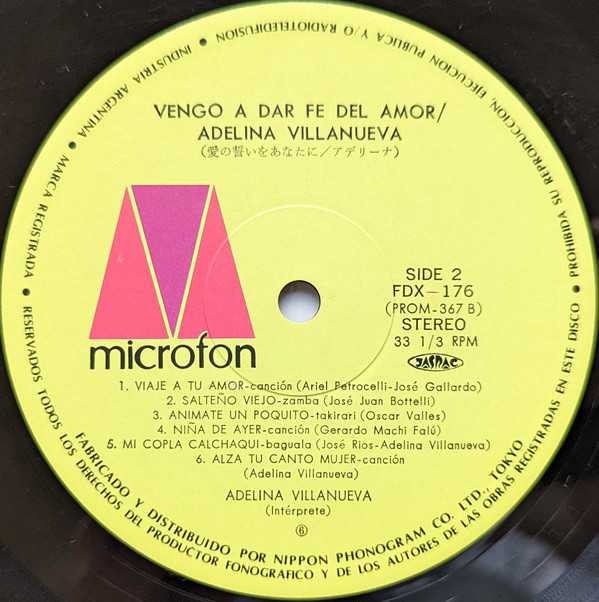 VENGO A DAR FE DEL AMOR/
ADELINA VILLANUEVA
(愛の誓いをあなたに/アデリーナ)
microfon
SIDE 2
FDX-176
(PROM-367 B)
STEREO
33 1/3 RPM
JASRAC
1. VIAJE A TU AMOR-canción (Ariel Petrocelli-José Gallardo)
2. SALTEÑO VIEJO-zamba (José Juan Bottelli)
3. ANIMATE UN POQUITO-takirari (Oscar Valles)
4. NIÑA DE AYER-canción (Gerardo Machi Falú)
5. MI COPLA CALCHAQUI-baguala (José Rios-Adelina Villanueva)
6. ALZA TU CANTO MUJER-canción
(Adelina Villanueva)
ADELINA VILLANUEVA
(Intérprete)
⑥
INDUSTRIA ARGENTINA • MARCA REGISTRADA • RESERVADOS TODOS LOS DERECHOS DEL PRODUCTOR FONOGRAFICO Y DE LOS AUTORES DE LAS OBRAS REGISTRADAS EN ESTE DISCO • PROHIBIDA SU REPRODUCCION, EJECUCION PUBLICA Y/O RADIOTELEDIFUSION •
FABRICADO Y DISTRIBUIDO POR NIPPON PHONOGRAM CO. LTD., TOKYO